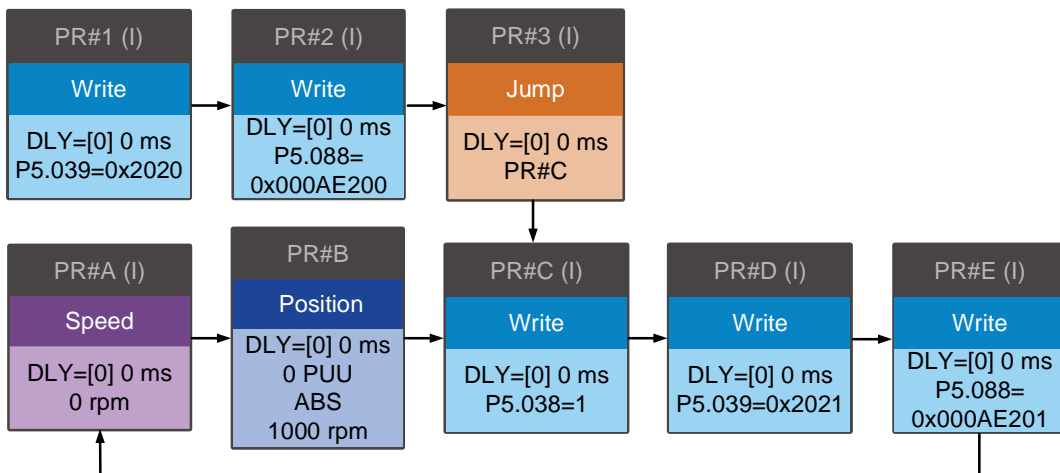 PR#1 (I)
Write
DLY=[0] 0 ms
P5.039=0x2020
PR#2 (I)
Write
DLY=[0] 0 ms
P5.088=
0x000AE200
PR#3 (I)
Jump
DLY=[0] 0 ms
PR#C
PR#A (I)
Speed
DLY=[0] 0 ms
0 rpm
PR#B
Position
DLY=[0] 0 ms
0 PUU
ABS
1000 rpm
PR#C (I)
Write
DLY=[0] 0 ms
P5.038=1
PR#D (I)
Write
DLY=[0] 0 ms
P5.039=0x2021
PR#E (I)
Write
DLY=[0] 0 ms
P5.088=
0x000AE201